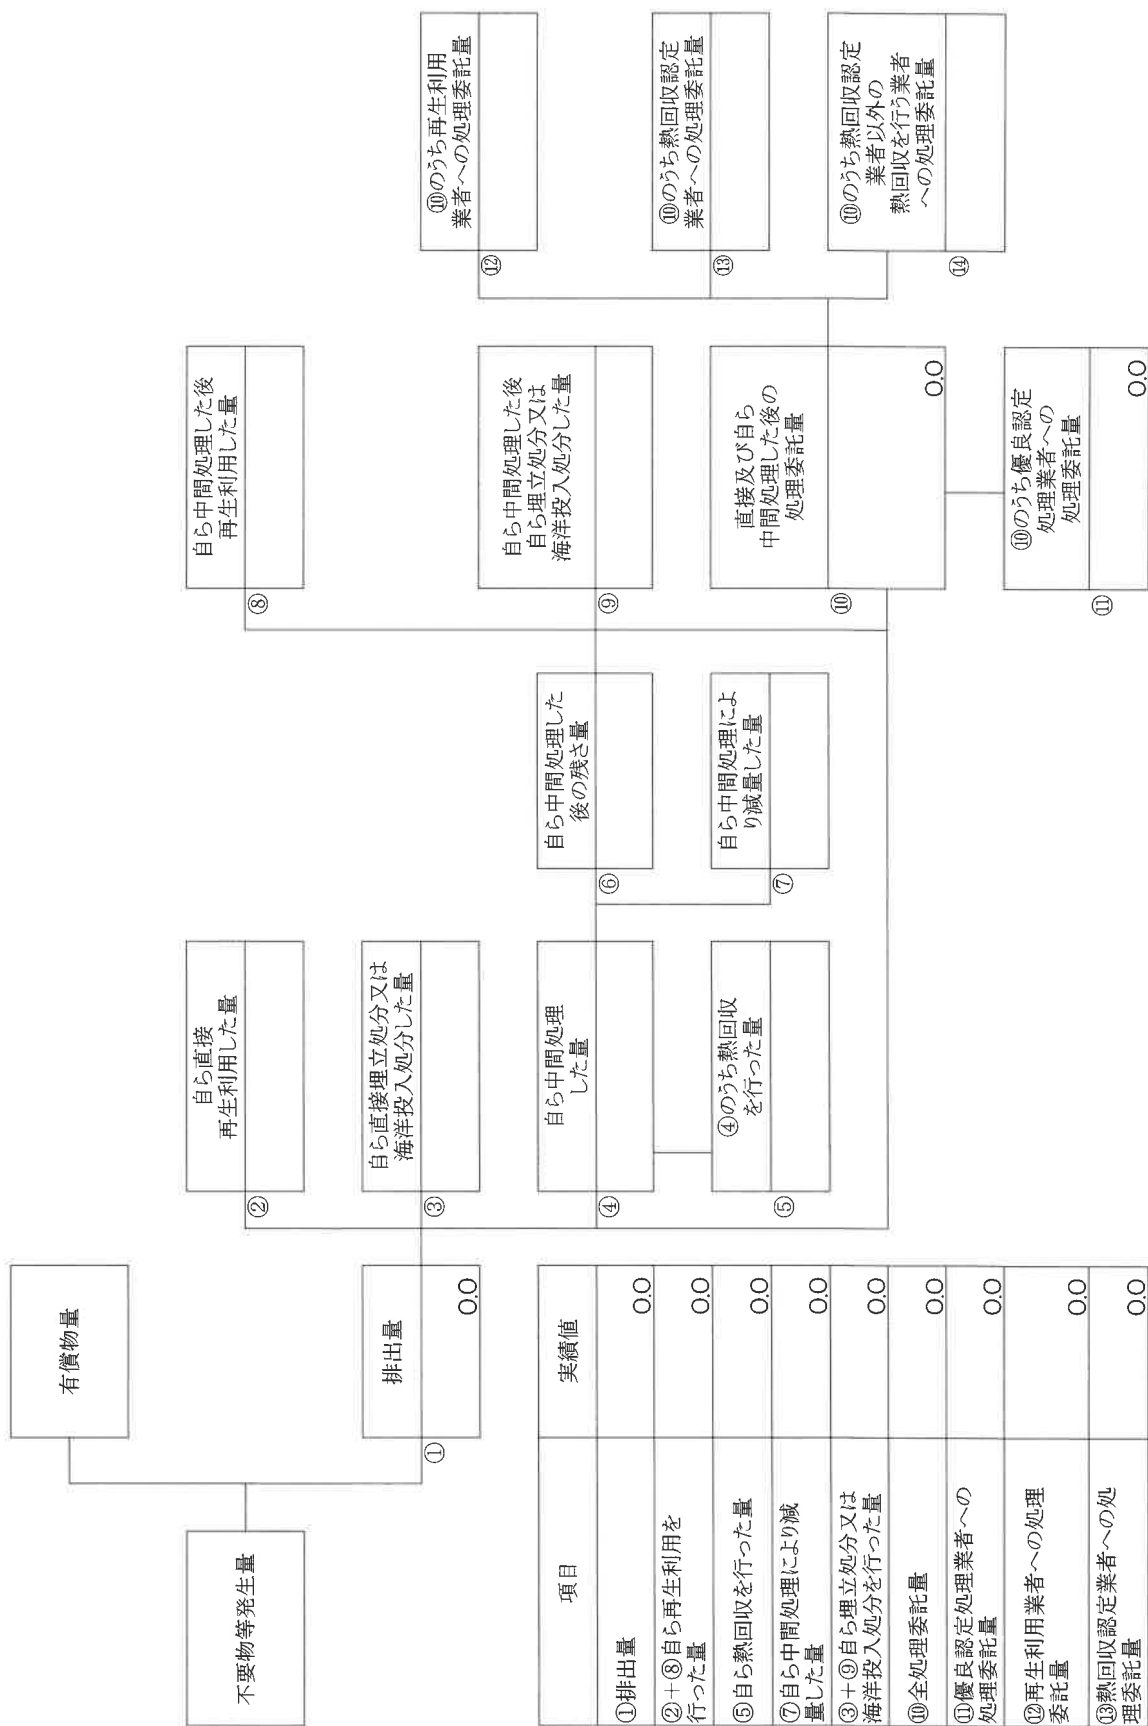 不要物等発生量
有償物量
①
排出量
0.0
②
自ら直接
再生利用した量
③
自ら直接埋立処分又は
海洋投入処分した量
④
自ら中間処理
した量
⑤
④のうち熱回収
を行った量
⑥
自ら中間処理した
後の残さ量
⑦
自ら中間処理によ
り減量した量
⑧
自ら中間処理した後
再生利用した量
⑨
自ら中間処理した後
自ら埋立処分又は
海洋投入処分した量
⑩
直接及び自ら
中間処理した後の
処理委託量
0.0
⑪
⑩のうち優良認定
処理業者への
処理委託量
0.0
⑫
⑩のうち再生利用
業者への処理委託量
⑬
⑩のうち熱回収認定
業者への処理委託量
⑭
⑩のうち熱回収認定
業者以外の
熱回収を行う業者
への処理委託量
項目
実績値
①排出量
0.0
②+⑧自ら再生利用を
行った量
0.0
⑤自ら熱回収を行った量
0.0
⑦自ら中間処理により減
量した量
0.0
③+⑨自ら埋立処分又は
海洋投入処分を行った量
0.0
⑩全処理委託量
0.0
⑪優良認定処理業者への
処理委託量
0.0
⑫再生利用業者への処理
委託量
0.0
⑬熱回収認定業者への処
理委託量
0.0